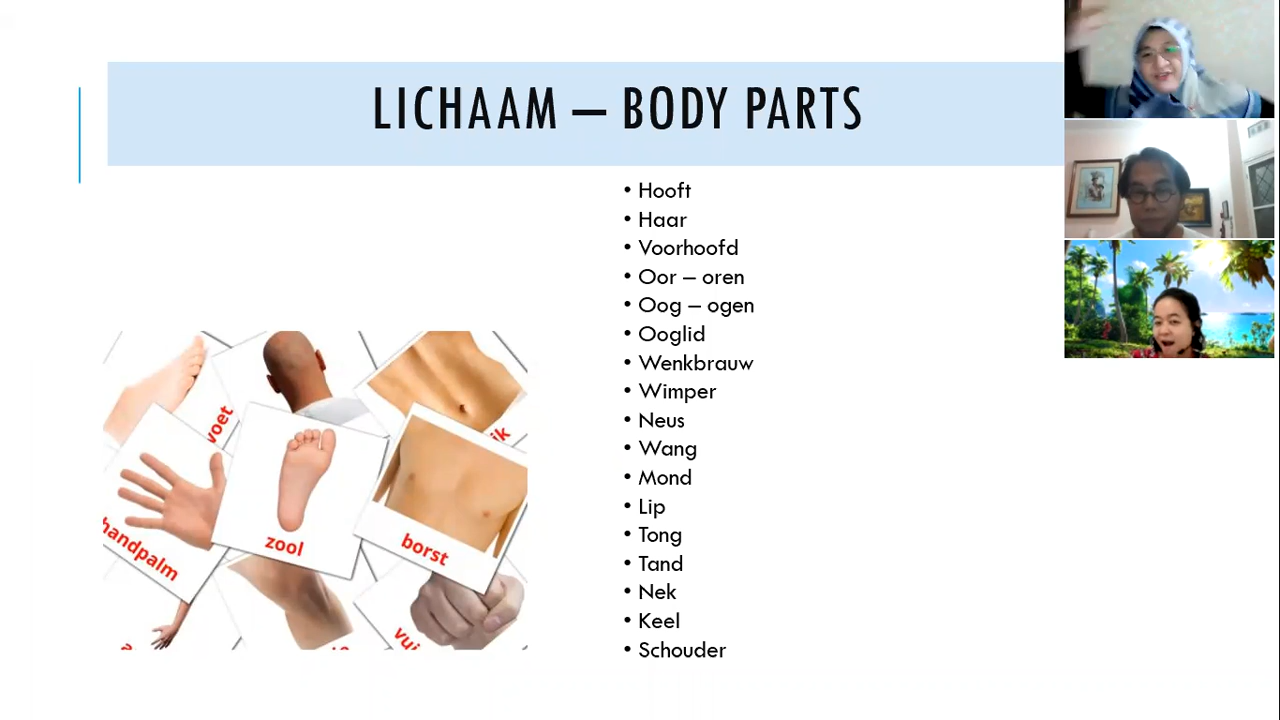 LICHAAM – BODY PARTS
• Hooft
• Haar
• Voorhoofd
• Oor – oren
• Oog – ogen
• Ooglid
• Wenkbrauw
• Wimper
• Neus
• Wang
• Mond
• Lip
• Tong
• Tand
• Nek
• Keel
• Schouder
voet
handpalm
zool
borst